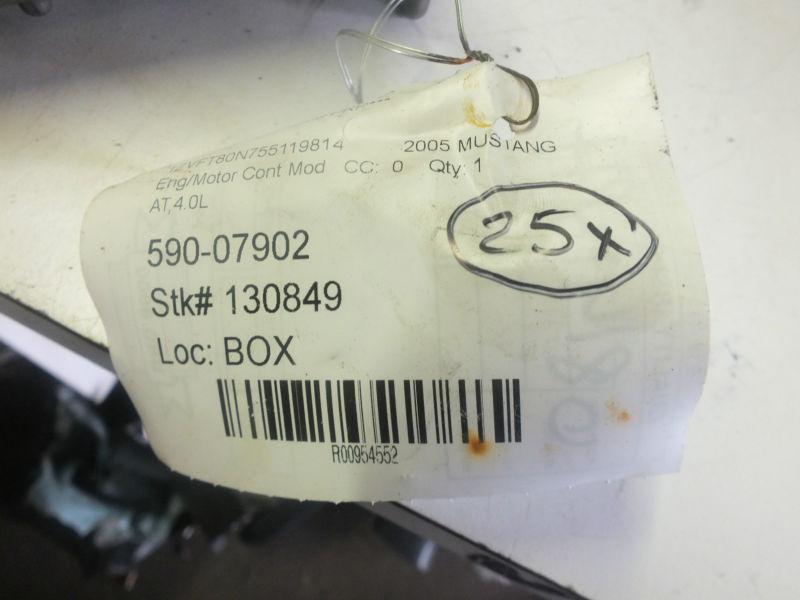 1ZVFT80N755119814 2005 MUSTANG
Eng/Motor Cont Mod CC: 0 Qty: 1
AT,4.0L
25x
590-07902
Stk# 130849
Loc: BOX
R00954552